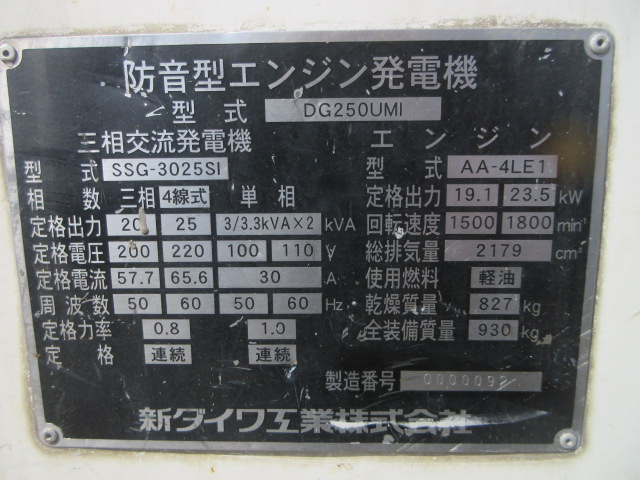 防音型エンジン発電機
型式 DG250UMI
三相交流発電機
型式 SSG-3025SI
相数 三相 4線式 単相
定格出力 20 25 3/3.3kVA×2 kVA
定格電圧 200 220 100 110 V
定格電流 57.7 65.6 30 A
周波数 50 60 50 60 Hz
定格力率 0.8 1.0
定格 連続 連続
エンジン
型式 AA-4LE1
定格出力 19.1 23.5 kW
回転速度 1500 1800 min⁻¹
総排気量 2179 cm³
使用燃料 軽油
乾燥質量 827 kg
全装備質量 930 kg
製造番号 0000092
新ダイワ工業株式会社